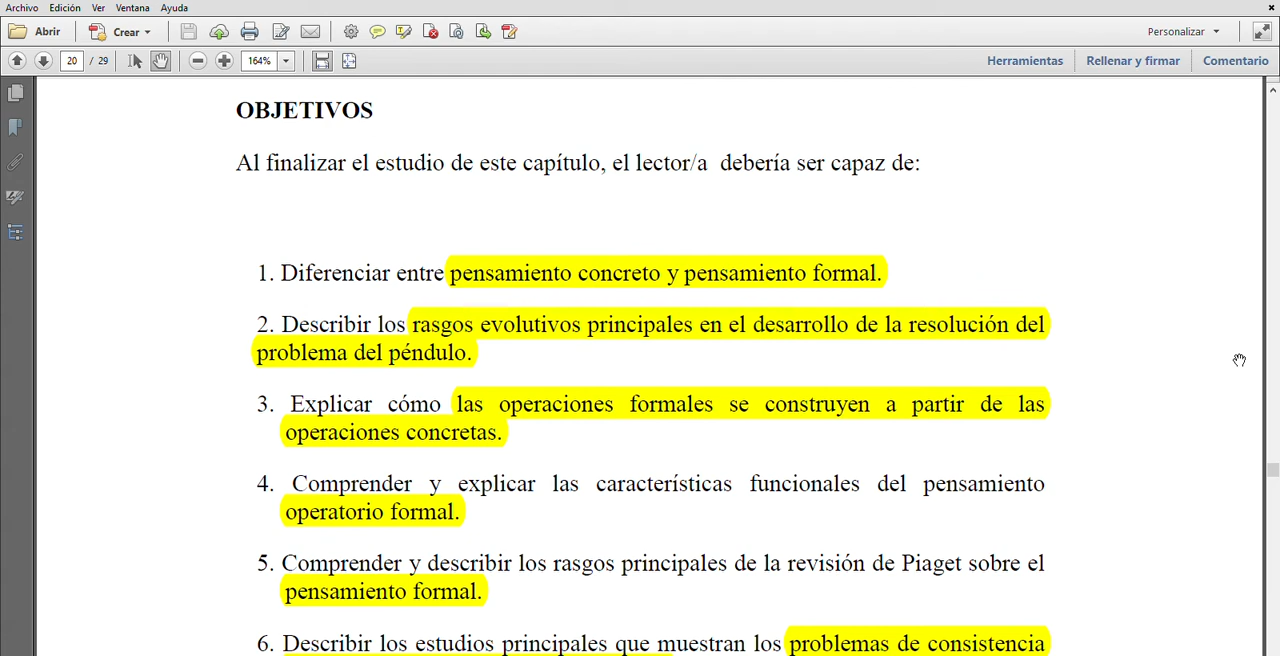 Archivo Edición Ver Ventana Ayuda
Abrir Crear Personalizar
20 / 29 164% Herramientas Rellenar y firmar Comentario
OBJETIVOS
Al finalizar el estudio de este capítulo, el lector/a debería ser capaz de:
1. Diferenciar entre pensamiento concreto y pensamiento formal.
2. Describir los rasgos evolutivos principales en el desarrollo de la resolución del
problema del péndulo.
3. Explicar cómo las operaciones formales se construyen a partir de las
operaciones concretas.
4. Comprender y explicar las características funcionales del pensamiento
operatorio formal.
5. Comprender y describir los rasgos principales de la revisión de Piaget sobre el
pensamiento formal.
6. Describir los estudios principales que muestran los problemas de consistencia